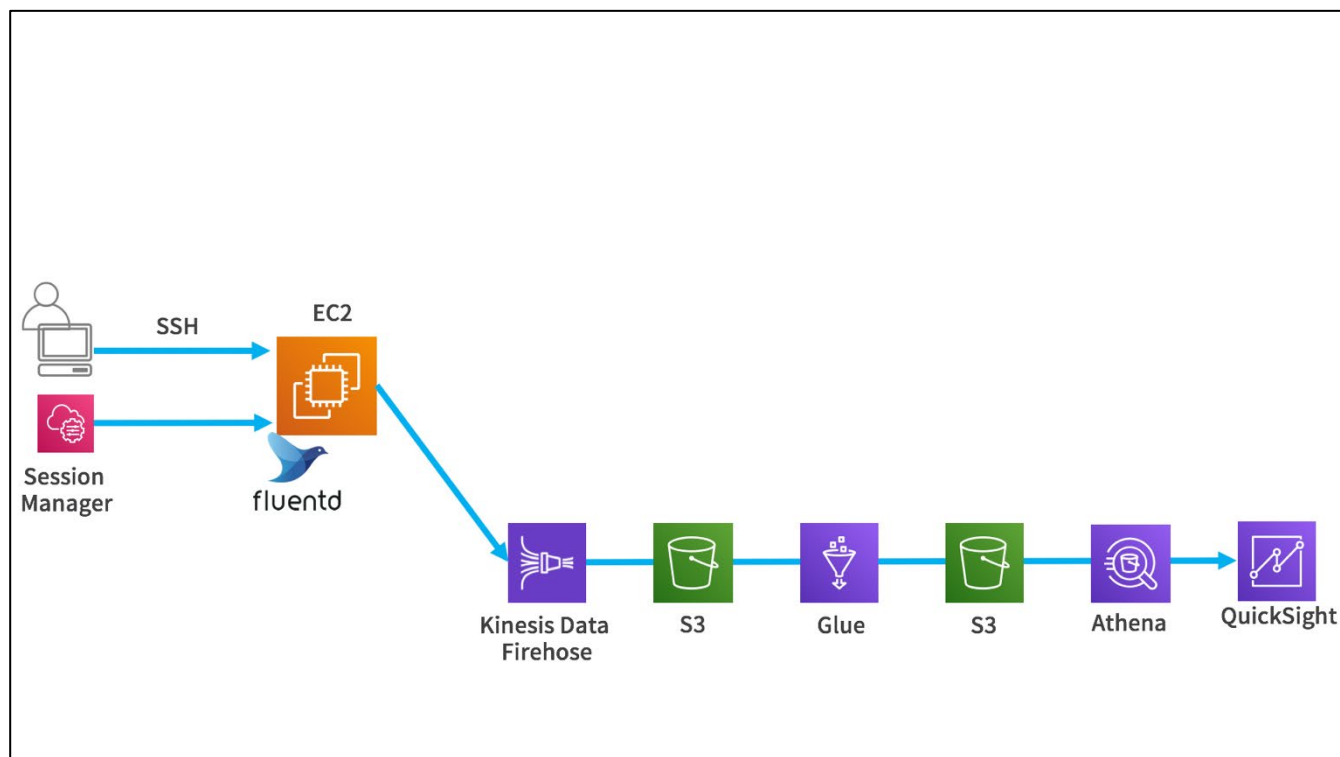 SSH
EC2
Session
Manager
fluentd
Kinesis Data
Firehose
S3
Glue
S3
Athena
QuickSight